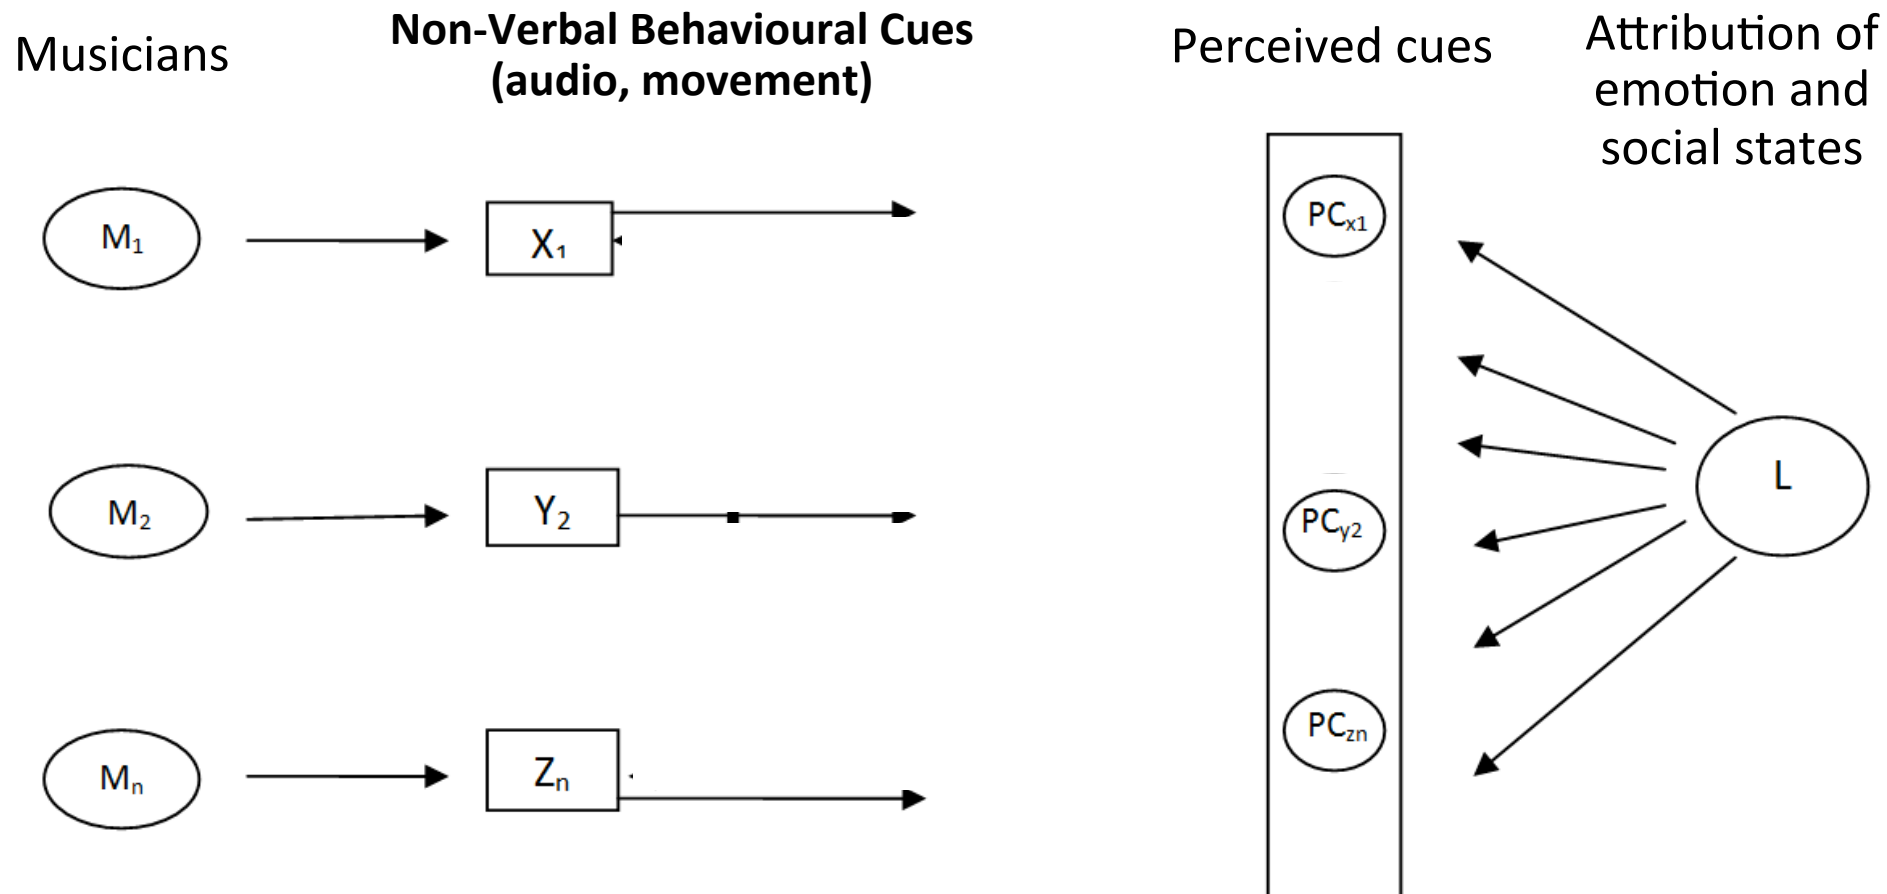 Musicians
Non-Verbal Behavioural Cues
(audio, movement)
Perceived cues
Attribution of
emotion and
social states
M₁
X₁
PCₓ₁
M₂
Y₂
PCy2
L
Mₙ
Zₙ
PCzn